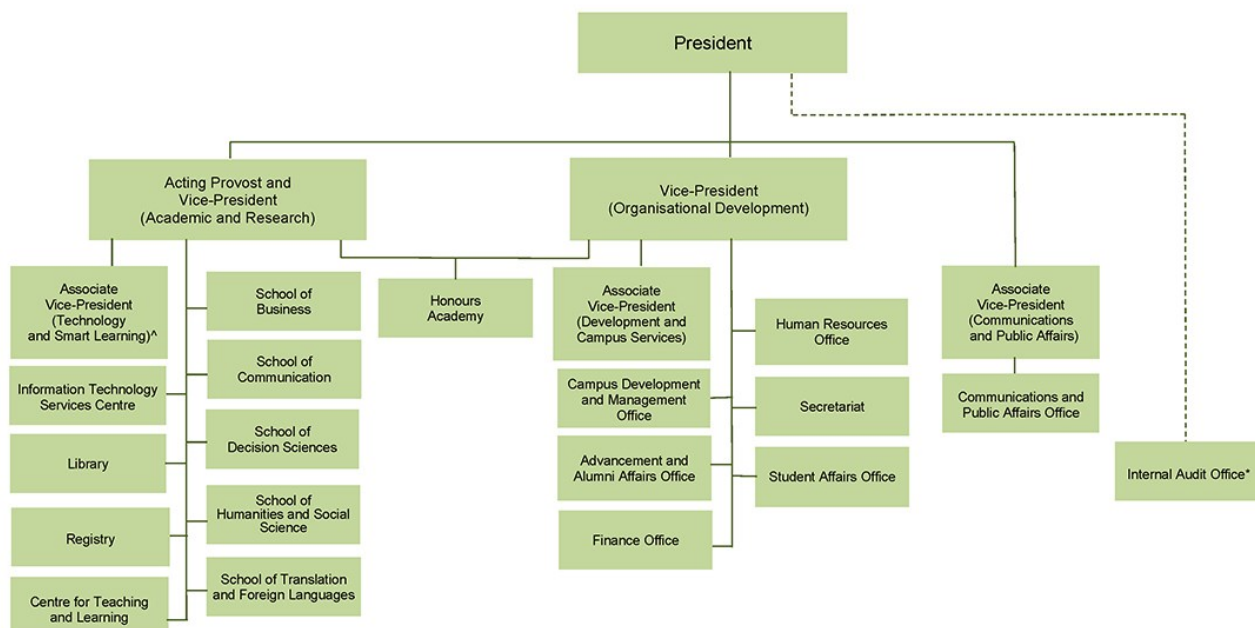 President
Acting Provost and
Vice-President
(Academic and Research)
Vice-President
(Organisational Development)
Associate
Vice-President
(Technology
and Smart Learning)^
School of
Business
Honours
Academy
Associate
Vice-President
(Development and
Campus Services)
Human Resources
Office
Associate
Vice-President
(Communications
and Public Affairs)
Information Technology
Services Centre
School of
Communication
Campus Development
and Management
Office
Secretariat
Communications and
Public Affairs Office
Library
School of
Decision Sciences
Advancement and
Alumni Affairs Office
Student Affairs Office
Internal Audit Office*
Registry
School of
Humanities and Social
Science
Finance Office
Centre for Teaching
and Learning
School of Translation
and Foreign Languages